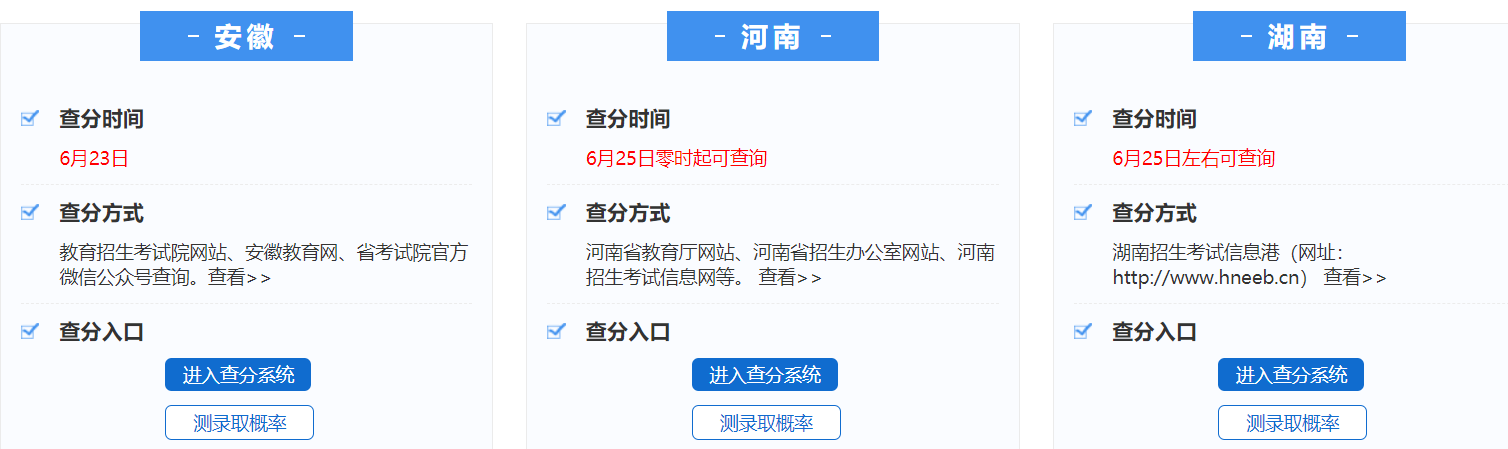 - 安徽 -
查分时间
6月23日
查分方式
教育招生考试院网站、安徽教育网、省考试院官方
微信公众号查询。查看>>
查分入口
进入查分系统
测录取概率
- 河南 -
查分时间
6月25日零时起可查询
查分方式
河南省教育厅网站、河南省招生办公室网站、河南
招生考试信息网等。 查看>>
查分入口
进入查分系统
测录取概率
- 湖南 -
查分时间
6月25日左右可查询
查分方式
湖南招生考试信息港（网址：
http://www.hneeb.cn） 查看>>
查分入口
进入查分系统
测录取概率